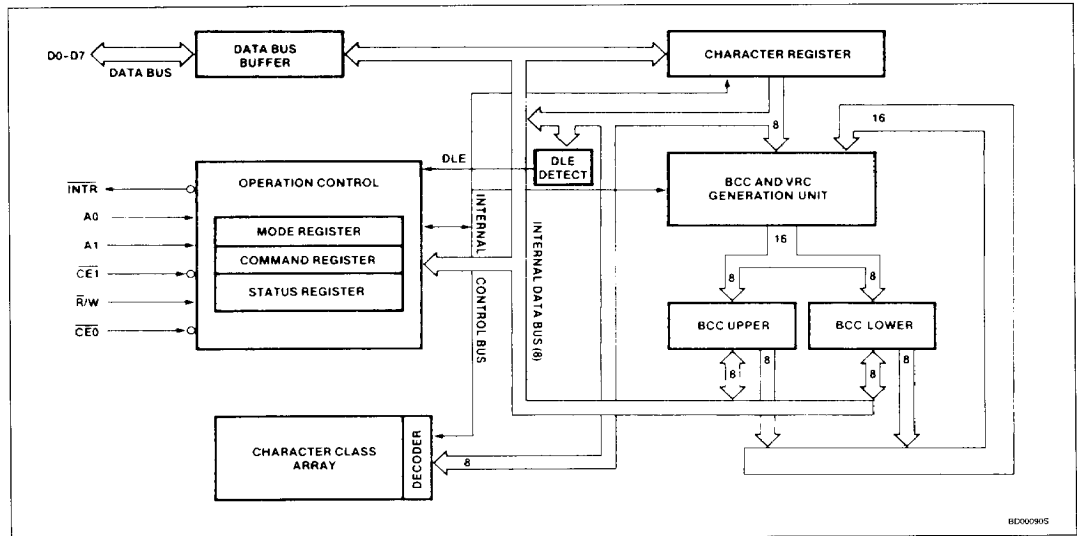 D0-D7
DATA BUS
DATA BUS
BUFFER
CHARACTER REGISTER
16
8
DLE
DLE
DETECT
BCC AND VRC
GENERATION UNIT
OPERATION CONTROL
MODE REGISTER
COMMAND REGISTER
STATUS REGISTER
INTR
A0
A1
CE1
R/W
CE0
INTERNAL CONTROL BUS
INTERNAL DATA BUS (8)
16
8
8
BCC UPPER
BCC LOWER
8
8
8
8
CHARACTER CLASS
ARRAY
DECODER
8
BD00090S